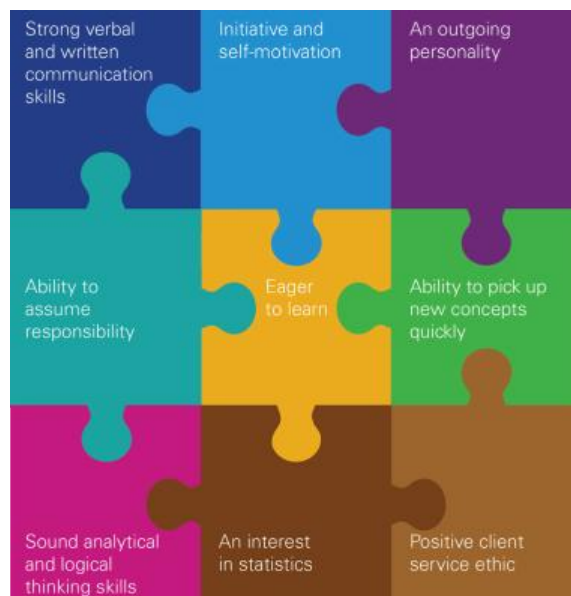 Strong verbal
and written
communication
skills
Initiative and
self-motivation
An outgoing
personality
Ability to
assume
responsibility
Eager
to learn
Ability to pick up
new concepts
quickly
Sound analytical
and logical
thinking skills
An interest
in statistics
Positive client
service ethic